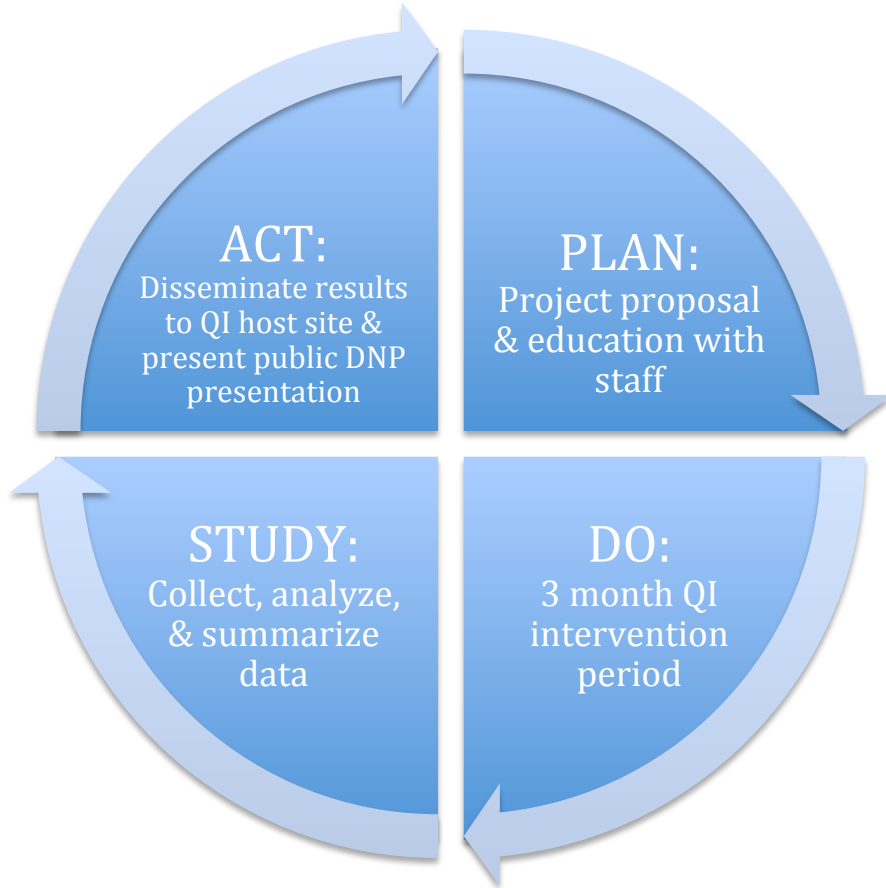 ACT:
Disseminate results
to QI host site &
present public DNP
presentation
PLAN:
Project proposal
& education with
staff
STUDY:
Collect, analyze,
& summarize
data
DO:
3 month QI
intervention
period